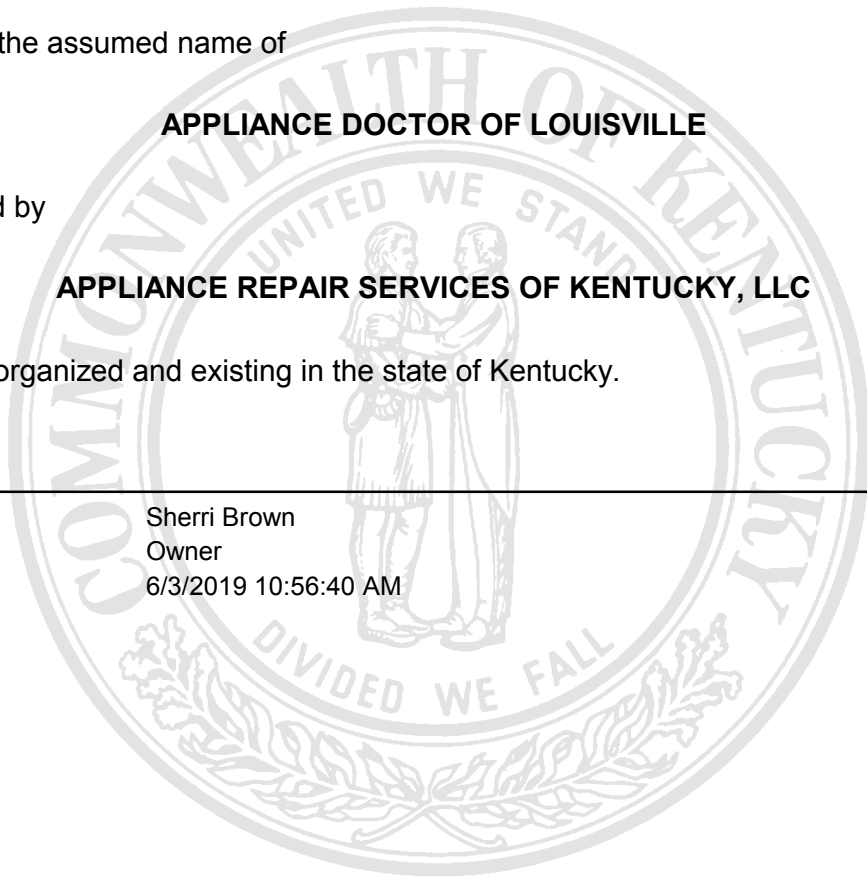 the assumed name of
APPLIANCE DOCTOR OF LOUISVILLE
d by
APPLIANCE REPAIR SERVICES OF KENTUCKY, LLC
organized and existing in the state of Kentucky.
Sherri Brown
Owner
6/3/2019 10:56:40 AM
COMMONWEALTH OF KENTUCKY
UNITED WE STAND
DIVIDED WE FALL